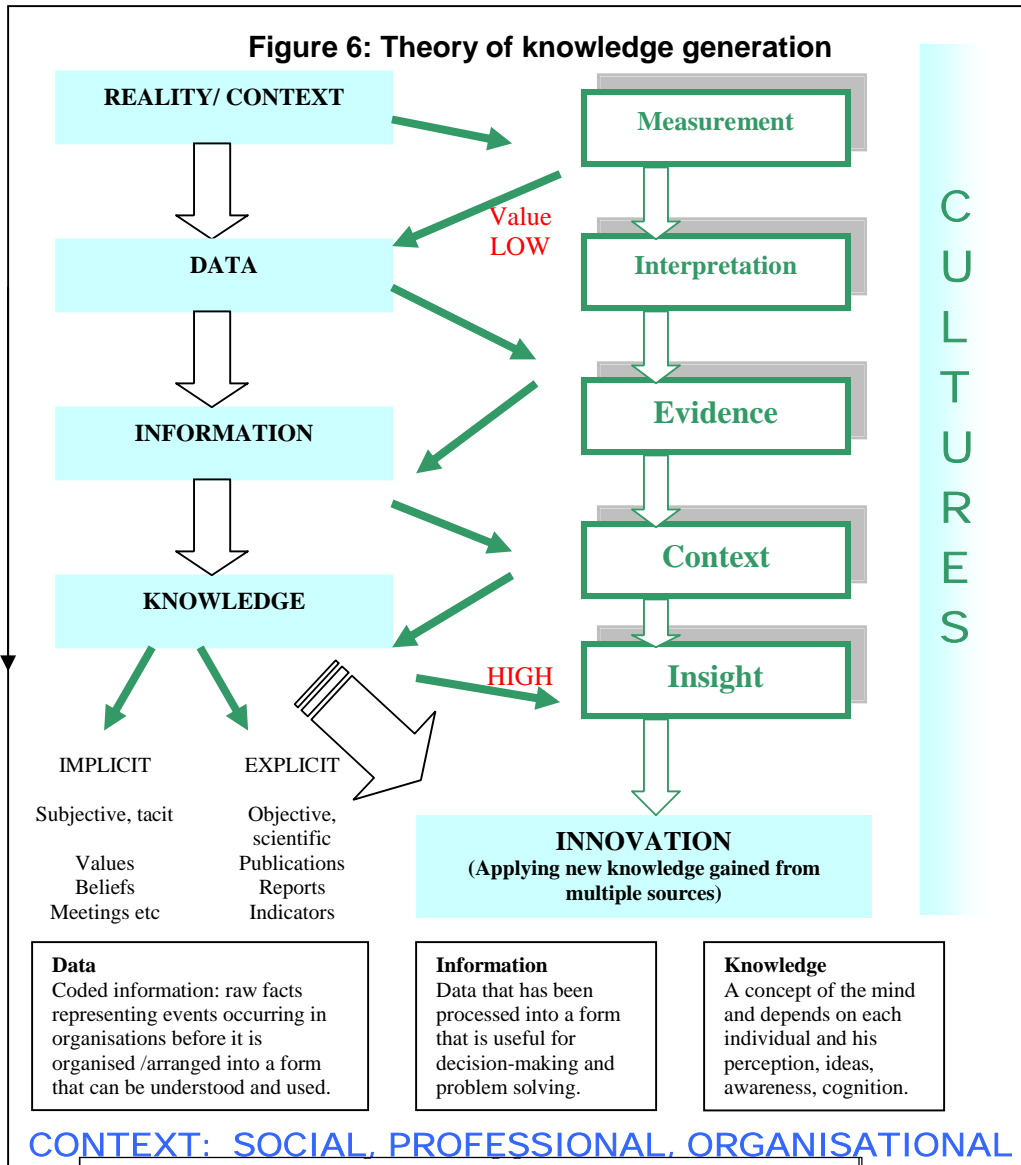 Figure 6: Theory of knowledge generation
REALITY/ CONTEXT
Measurement
Value
LOW
DATA
Interpretation
INFORMATION
Evidence
KNOWLEDGE
Context
HIGH
Insight
IMPLICIT
Subjective, tacit
Values
Beliefs
Meetings etc
EXPLICIT
Objective,
scientific
Publications
Reports
Indicators
INNOVATION
(Applying new knowledge gained from
multiple sources)
CULTURES
Data
Coded information: raw facts
representing events occurring in
organisations before it is
organised /arranged into a form
that can be understood and used.
Information
Data that has been
processed into a form
that is useful for
decision-making and
problem solving.
Knowledge
A concept of the mind
and depends on each
individual and his
perception, ideas,
awareness, cognition.
CONTEXT: SOCIAL, PROFESSIONAL, ORGANISATIONAL